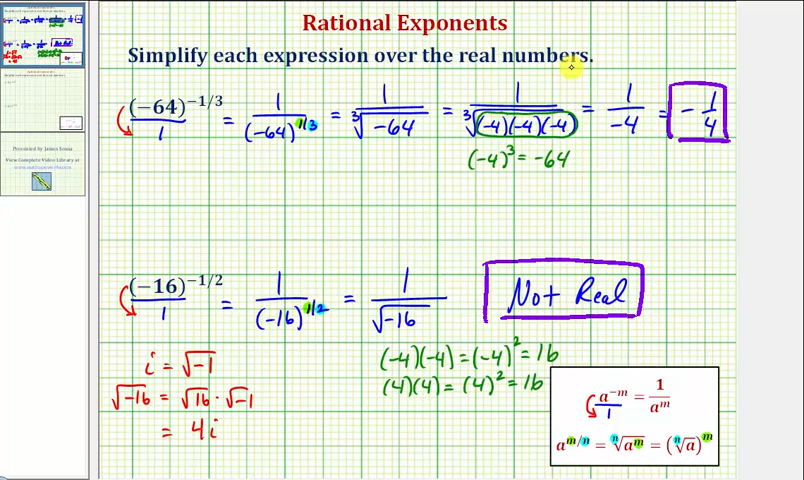 Rational Exponents
Simplify each expression over the real numbers.
(−64)^{−1/3}/1 = 1/(−64)^{1/3} = 1/∛(−64) = 1/∛((−4)(−4)(−4)) = 1/−4 = −1/4
(−4)^3 = −64
(−16)^{−1/2}/1 = 1/(−16)^{1/2} = 1/√(−16) Not Real
(−4)(−4) = (−4)^2 = 16
(4)(4) = (4)^2 = 16
i = √−1
√−16 = √16 · √−1
= 4i
a^{−m}/1 = 1/a^m
a^{m/n} = ⁿ√(a^m) = (ⁿ√a)^m
Presented by James Sousa
View Complete Video Library at